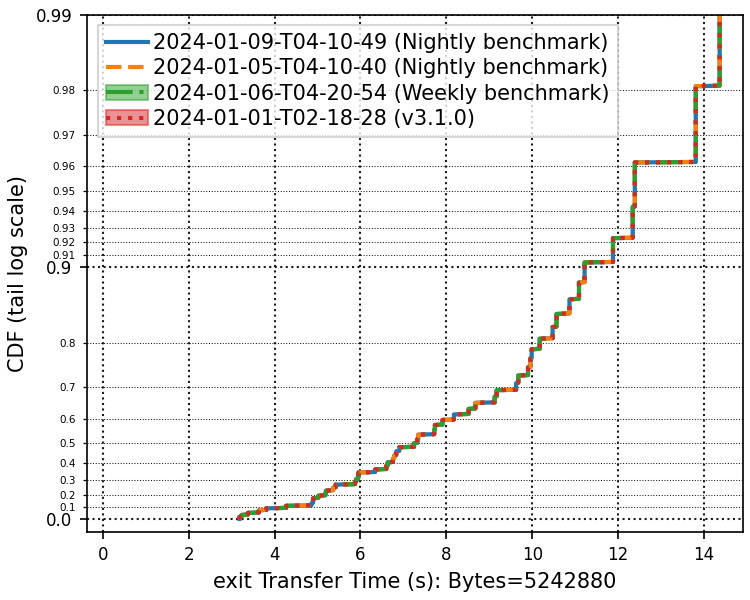 0.99
2024-01-09-T04-10-49 (Nightly benchmark)
2024-01-05-T04-10-40 (Nightly benchmark)
2024-01-06-T04-20-54 (Weekly benchmark)
2024-01-01-T02-18-28 (v3.1.0)
0.98
0.97
0.96
0.95
0.94
0.93
0.92
0.91
0.9
0.8
0.7
0.6
0.5
0.4
0.3
0.2
0.1
0.0
CDF (tail log scale)
0 2 4 6 8 10 12 14
exit Transfer Time (s): Bytes=5242880